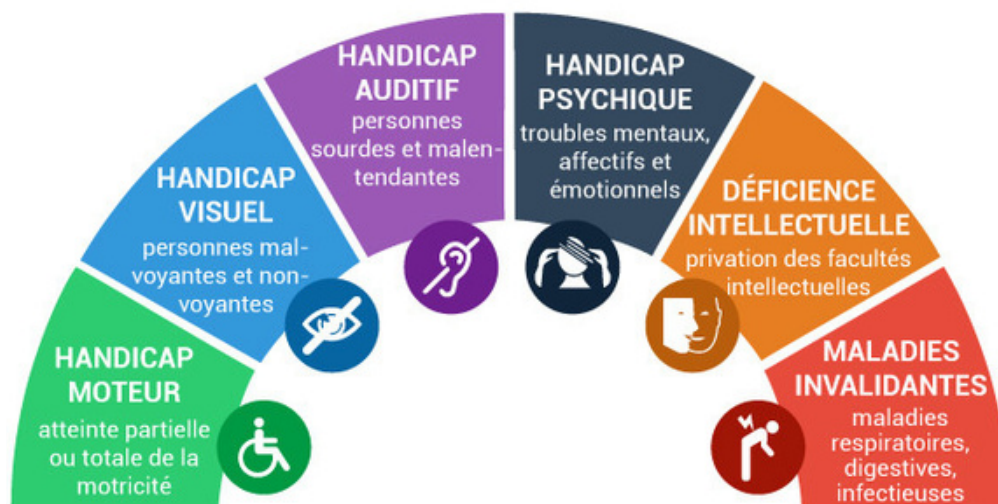 HANDICAP
MOTEUR
atteinte partielle
ou totale de la
motricité
HANDICAP
VISUEL
personnes mal-
voyantes et non-
voyantes
HANDICAP
AUDITIF
personnes
sourdes et malen-
tendantes
HANDICAP
PSYCHIQUE
troubles mentaux,
affectifs et
émotionnels
DÉFICIENCE
INTELLECTUELLE
privation des facultés
intellectuelles
MALADIES
INVALIDANTES
maladies
respiratoires,
digestives,
infectieuses